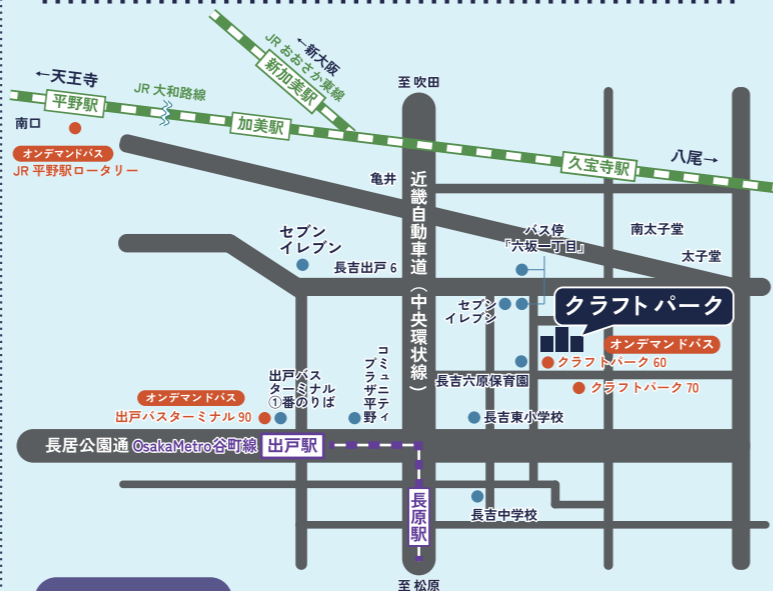 ←新大阪
JRおおさか東線
新加美駅
←天王寺
平野駅
JR 大和路線
至 吹田
南口
加美駅
オンデマンドバス
JR 平野駅ロータリー
久宝寺駅
八尾→
亀井
近畿自動車道（中央環状線）
セブン
イレブン
長吉出戸 6
バス停
「六坂一丁目」
南太子堂
太子堂
セブン
イレブン
クラフトパーク
オンデマンドバス
クラフトパーク 60
長吉六原保育園
クラフトパーク 70
コミュニティ
プラザ平野
出戸バス
ターミナル
①番のりば
オンデマンドバス
出戸バスターミナル 90
長吉東小学校
長居公園通
OsakaMetro谷町線
出戸駅
長原駅
長吉中学校
至 松原